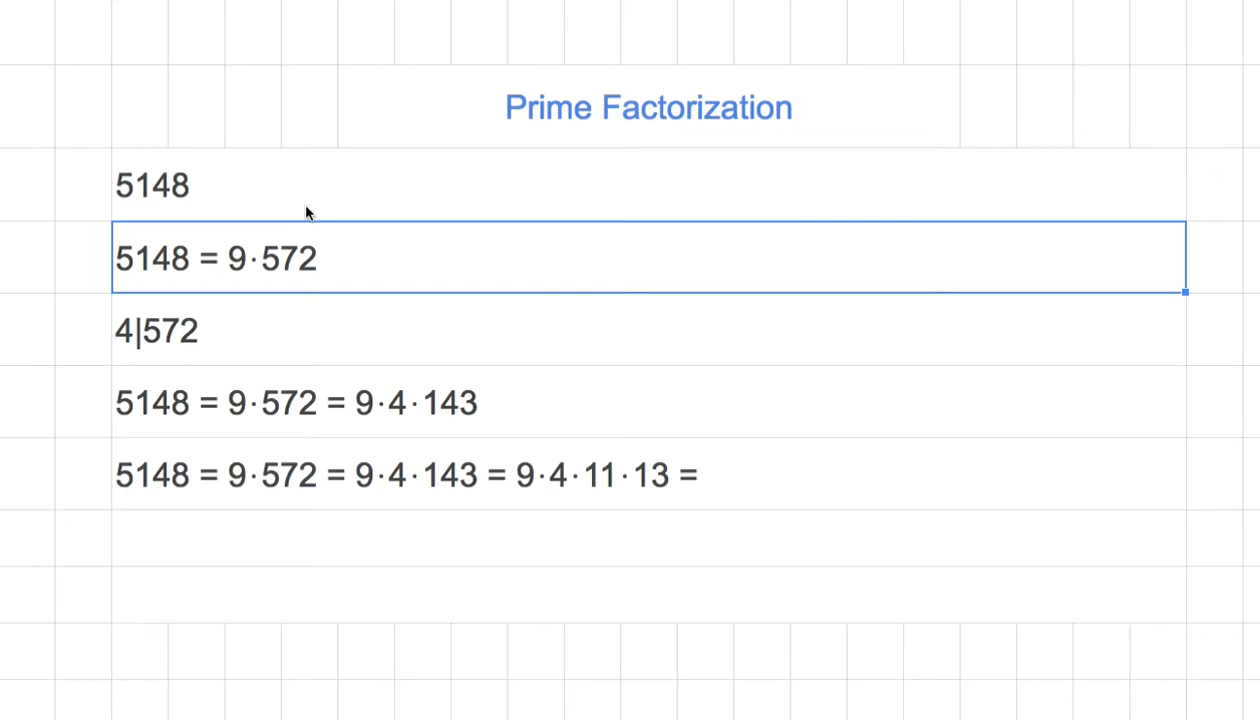 Prime Factorization
5148
5148 = 9·572
4|572
5148 = 9·572 = 9·4·143
5148 = 9·572 = 9·4·143 = 9·4·11·13 =